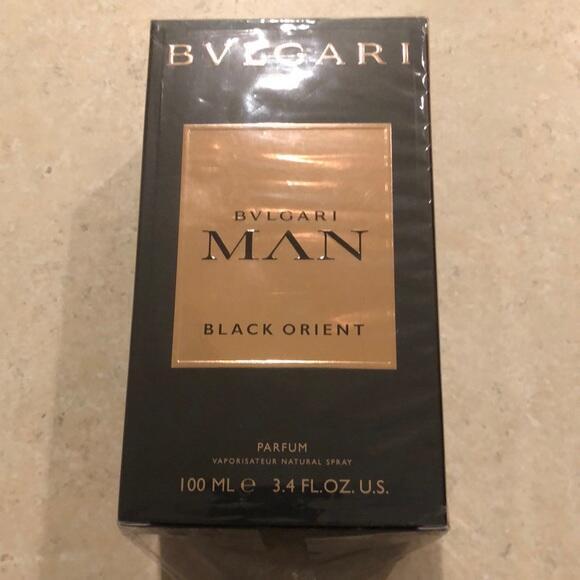 BVLGARI
BVLGARI
MAN
BLACK ORIENT
PARFUM
VAPORISATEUR NATURAL SPRAY
100 ML ℮ 3.4 FL.OZ. U.S.